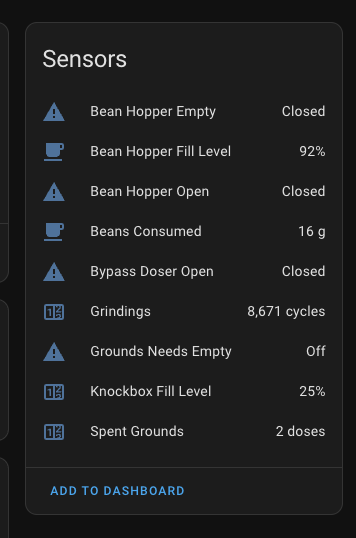 Sensors
Bean Hopper Empty Closed
Bean Hopper Fill Level 92%
Bean Hopper Open Closed
Beans Consumed 16 g
Bypass Doser Open Closed
Grindings 8,671 cycles
Grounds Needs Empty Off
Knockbox Fill Level 25%
Spent Grounds 2 doses
ADD TO DASHBOARD